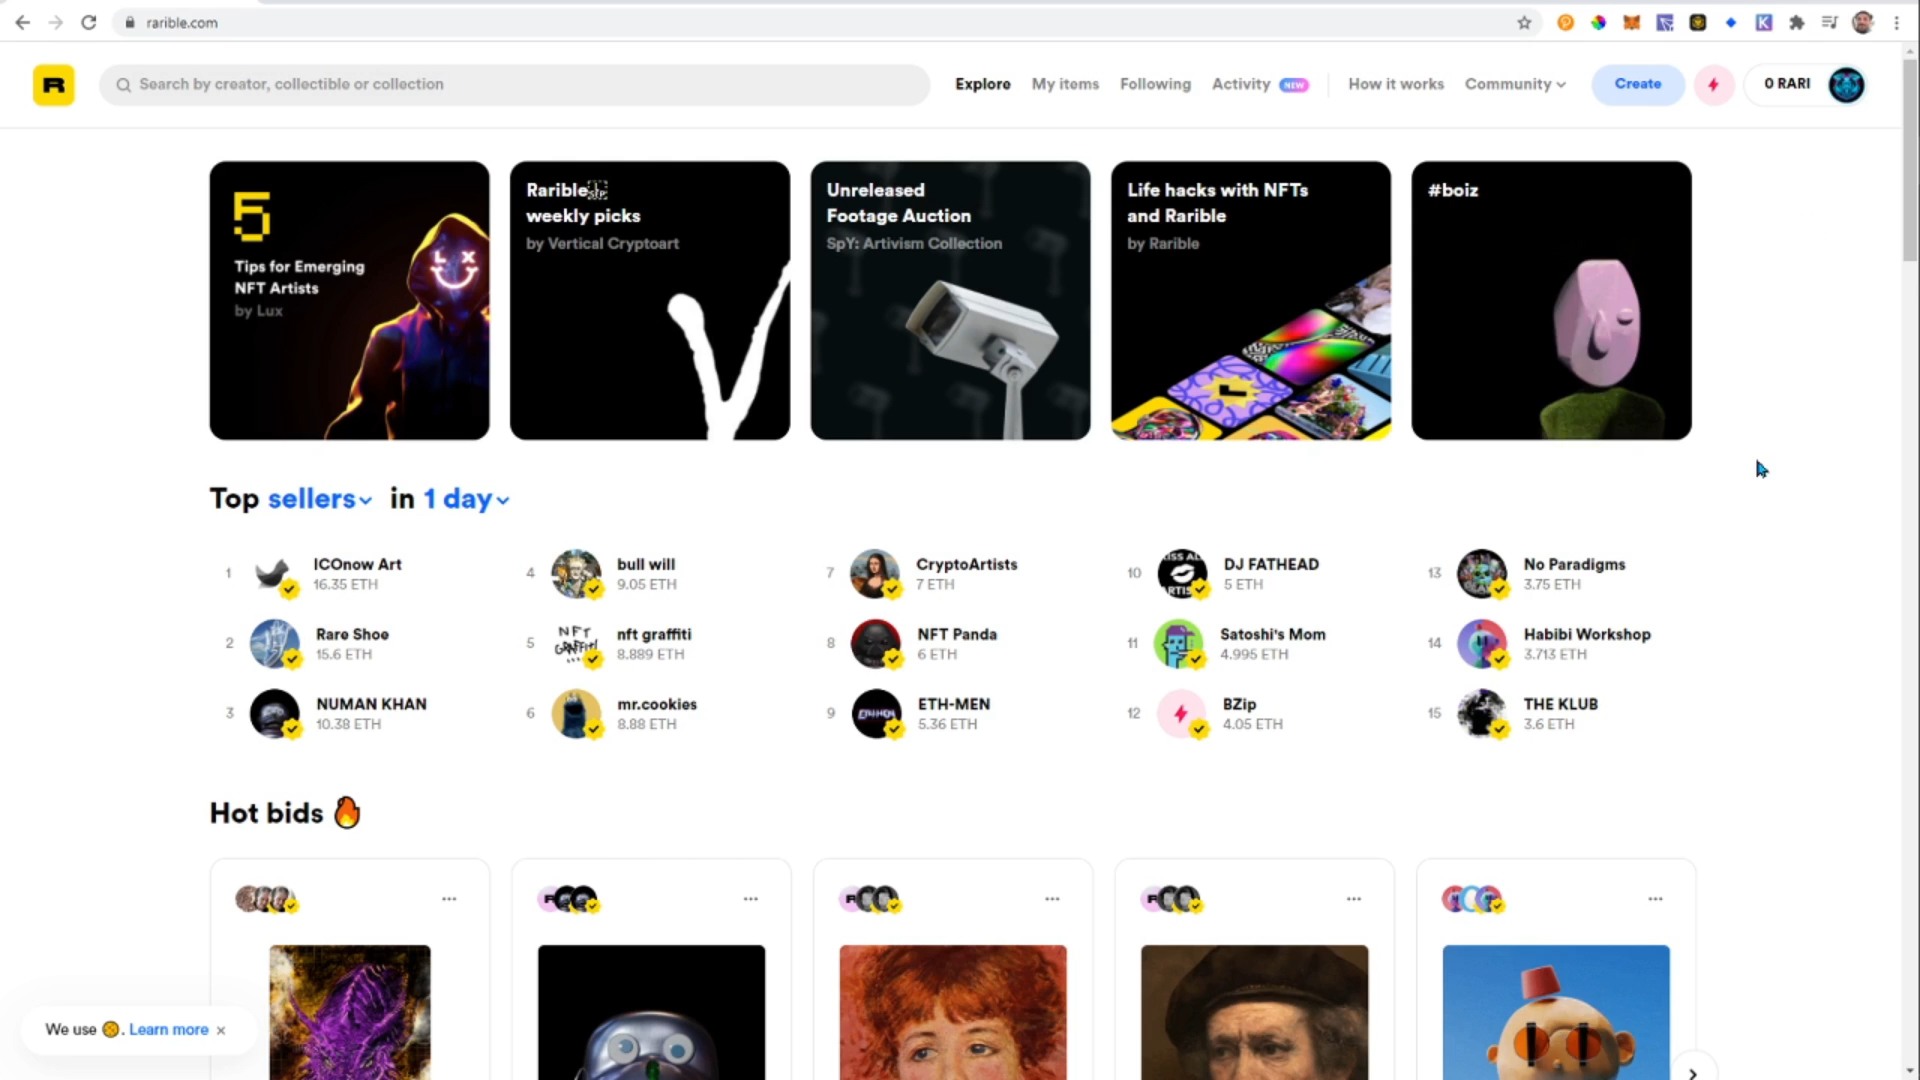 rarible.com
R
Search by creator, collectible or collection
Explore
My items
Following
Activity NEW
How it works
Community
Create
0 RARI
5
Tips for Emerging
NFT Artists
by Lux
Rarible
weekly picks
by Vertical Cryptoart
Unreleased
Footage Auction
SpY: Artivism Collection
Life hacks with NFTs
and Rarible
by Rarible
#boiz
Top sellers in 1 day
1
ICOnow Art
16.35 ETH
2
Rare Shoe
15.6 ETH
3
NUMAN KHAN
10.38 ETH
4
bull will
9.05 ETH
5
NFT
nft graffiti
8.889 ETH
6
mr.cookies
8.88 ETH
7
CryptoArtists
7 ETH
8
NFT Panda
6 ETH
9
ETH-MEN
5.36 ETH
10
DJ FATHEAD
5 ETH
11
Satoshi's Mom
4.995 ETH
12
BZip
4.05 ETH
13
No Paradigms
3.75 ETH
14
Habibi Workshop
3.713 ETH
15
THE KLUB
3.6 ETH
Hot bids
We use 🍪. Learn more ×